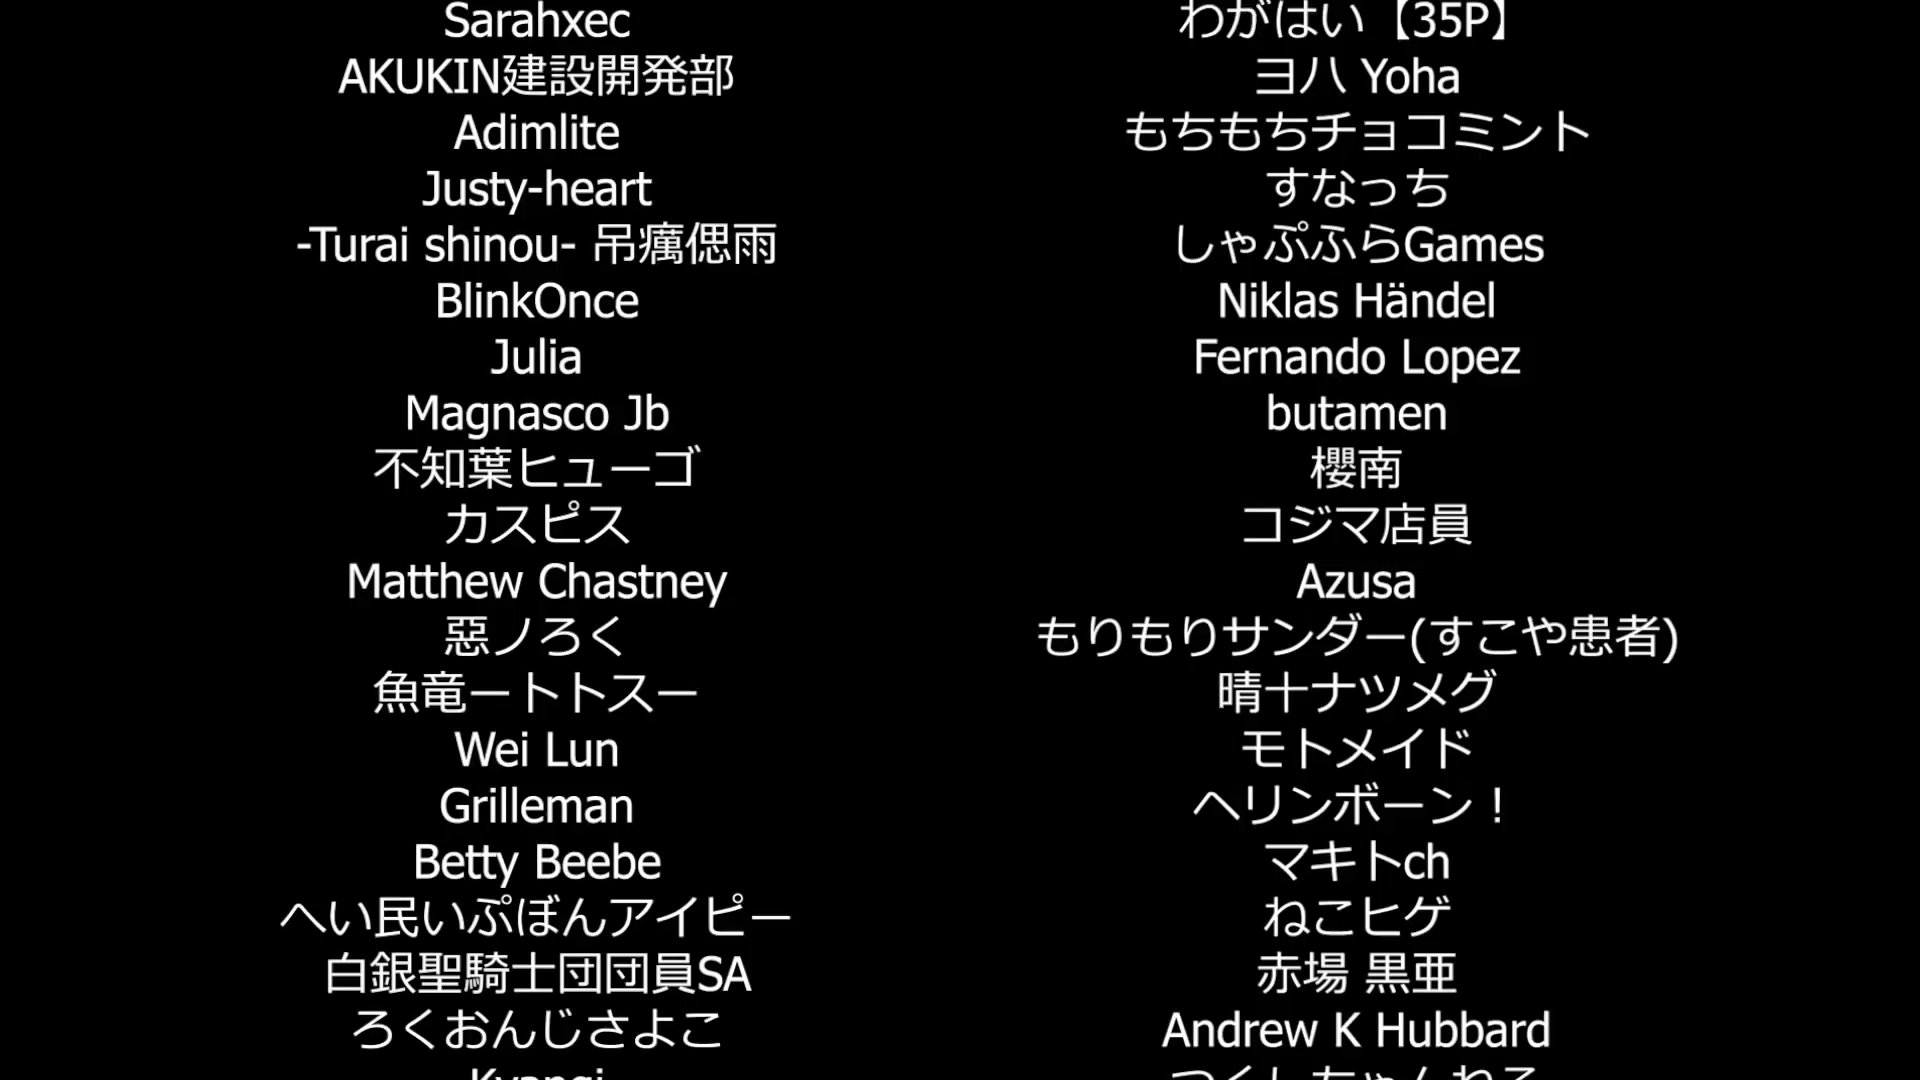 Sarahxec
AKUKIN建設開発部
Adimlite
Justy-heart
-Turai shinou- 吊癘偲雨
BlinkOnce
Julia
Magnasco Jb
不知葉ヒューゴ
カスピス
Matthew Chastney
惡ノろく
魚竜ートトスー
Wei Lun
Grilleman
Betty Beebe
へい民いぷぼんアイピー
白銀聖騎士団団員SA
ろくおんじさよこ
わがはい【35P】
ヨハ Yoha
もちもちチョコミント
すなっち
しゃぷふらGames
Niklas Händel
Fernando Lopez
butamen
櫻南
コジマ店員
Azusa
もりもりサンダー(すこや患者)
晴十ナツメグ
モトメイド
ヘリンボーン！
マキトch
ねこヒゲ
赤場 黒亜
Andrew K Hubbard